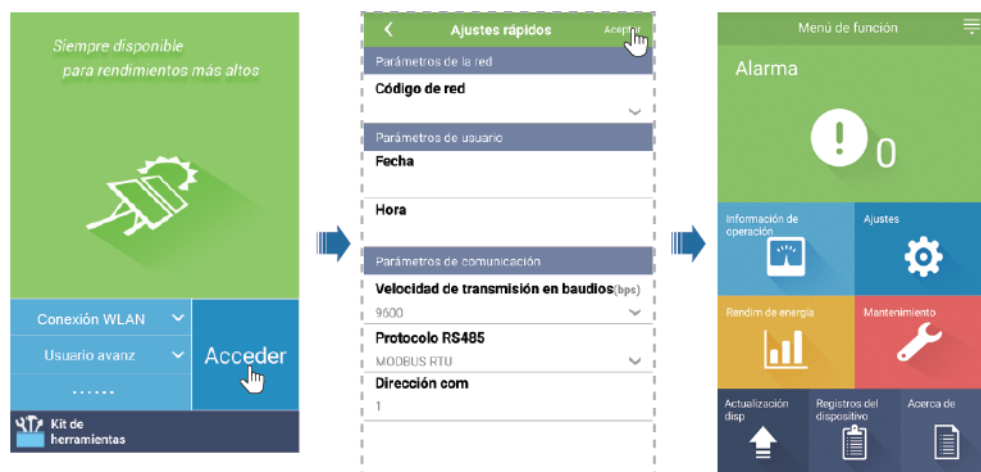 Siempre disponible
para rendimientos más altos
Conexión WLAN
Usuario avanz
......
Acceder
Kit de
herramientas
Ajustes rápidos
Aceptar
Parámetros de la red
Código de red
Parámetros de usuario
Fecha
Hora
Parámetros de comunicación
Velocidad de transmisión en baudios(bps)
9600
Protocolo RS485
MODBUS RTU
Dirección com
1
Menú de función
Alarma
0
Información de
operación
Ajustes
Rendim de energía
Mantenimiento
Actualización
disp
Registros del
dispositivo
Acerca de